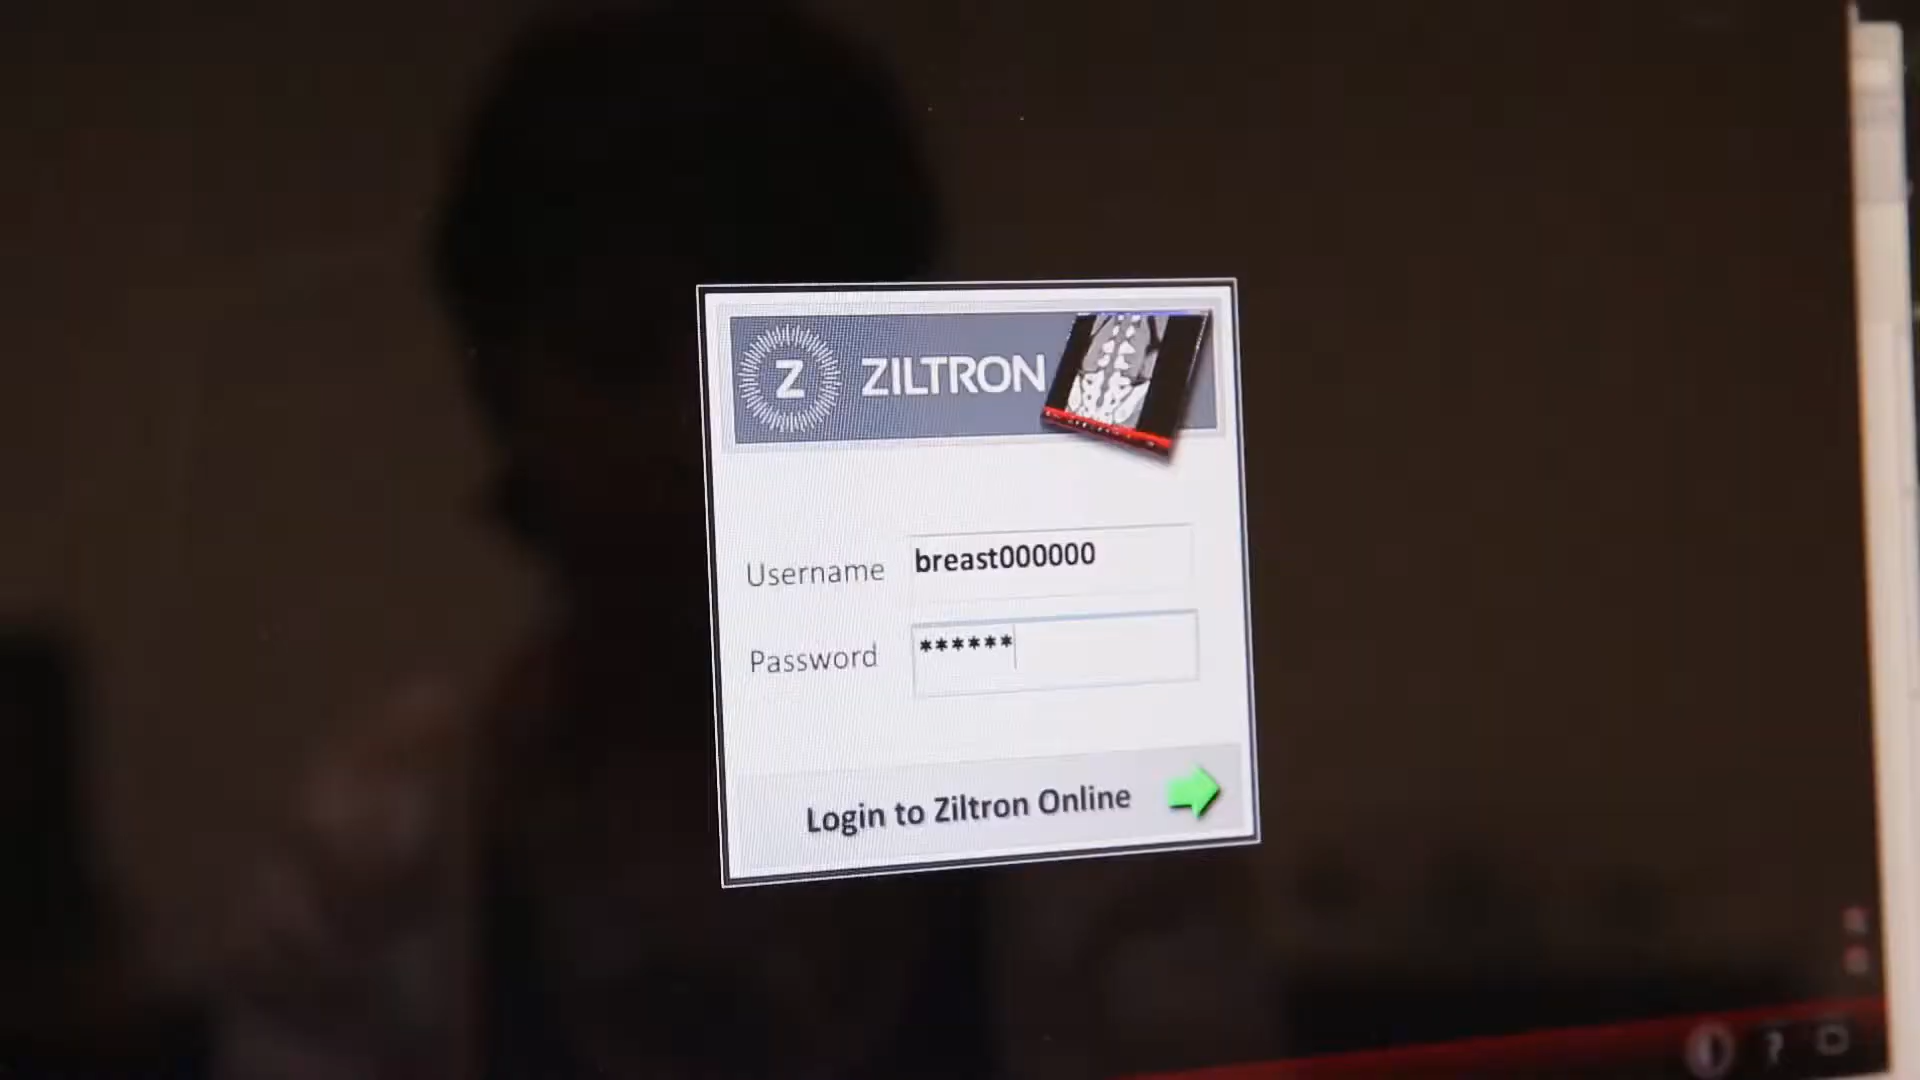 Z ZILTRON
Username breast000000
Password ******
Login to Ziltron Online
?